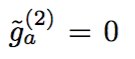 $\tilde{g}_a^{(2)} = 0$